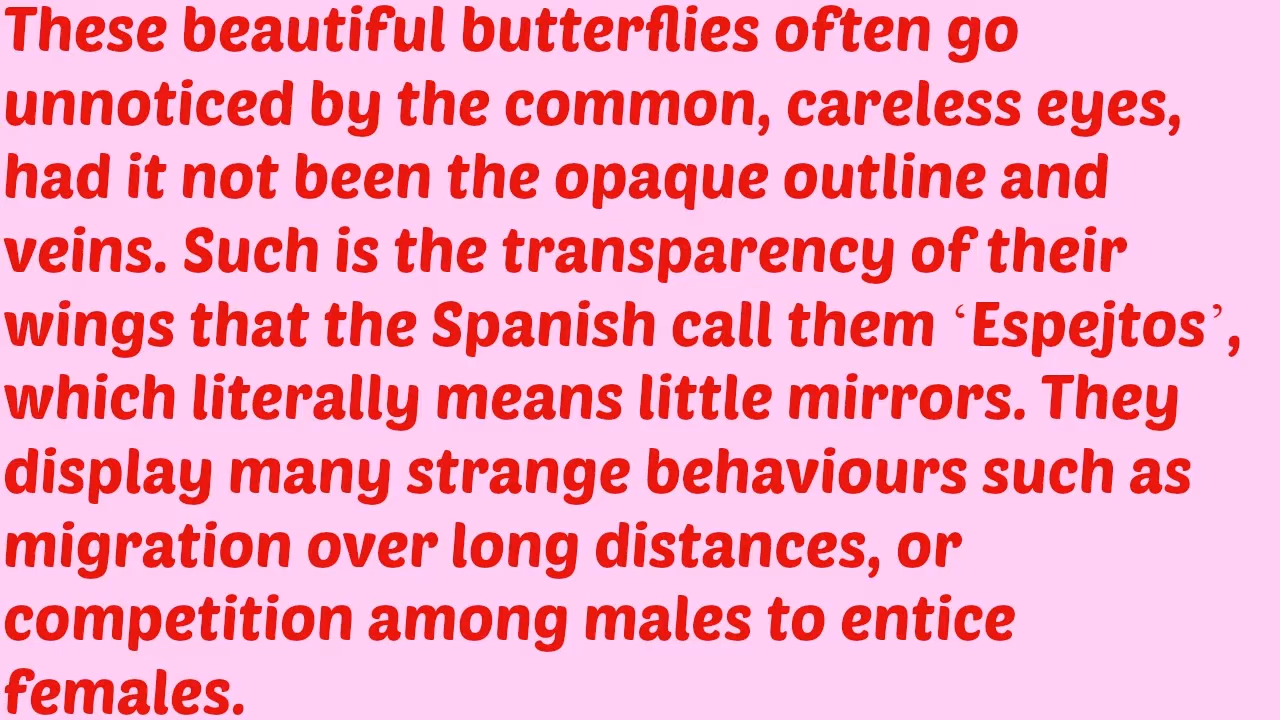 These beautiful butterflies often go
unnoticed by the common, careless eyes,
had it not been the opaque outline and
veins. Such is the transparency of their
wings that the Spanish call them ‘Espejtos’,
which literally means little mirrors. They
display many strange behaviours such as
migration over long distances, or
competition among males to entice
females.